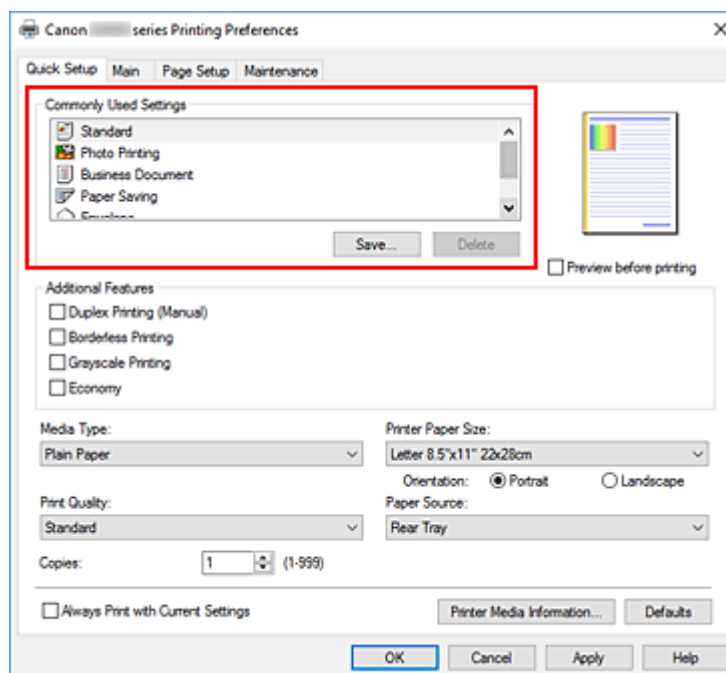 Canon series Printing Preferences
Quick Setup Main Page Setup Maintenance
Commonly Used Settings
Standard
Photo Printing
Business Document
Paper Saving
Envelope
Save... Delete
Preview before printing
Additional Features
Duplex Printing (Manual)
Borderless Printing
Grayscale Printing
Economy
Media Type: Printer Paper Size:
Plain Paper Letter 8.5"x11" 22x28cm
Orientation: Portrait Landscape
Print Quality: Paper Source:
Standard Rear Tray
Copies: 1 (1-999)
Always Print with Current Settings Printer Media Information... Defaults
OK Cancel Apply Help